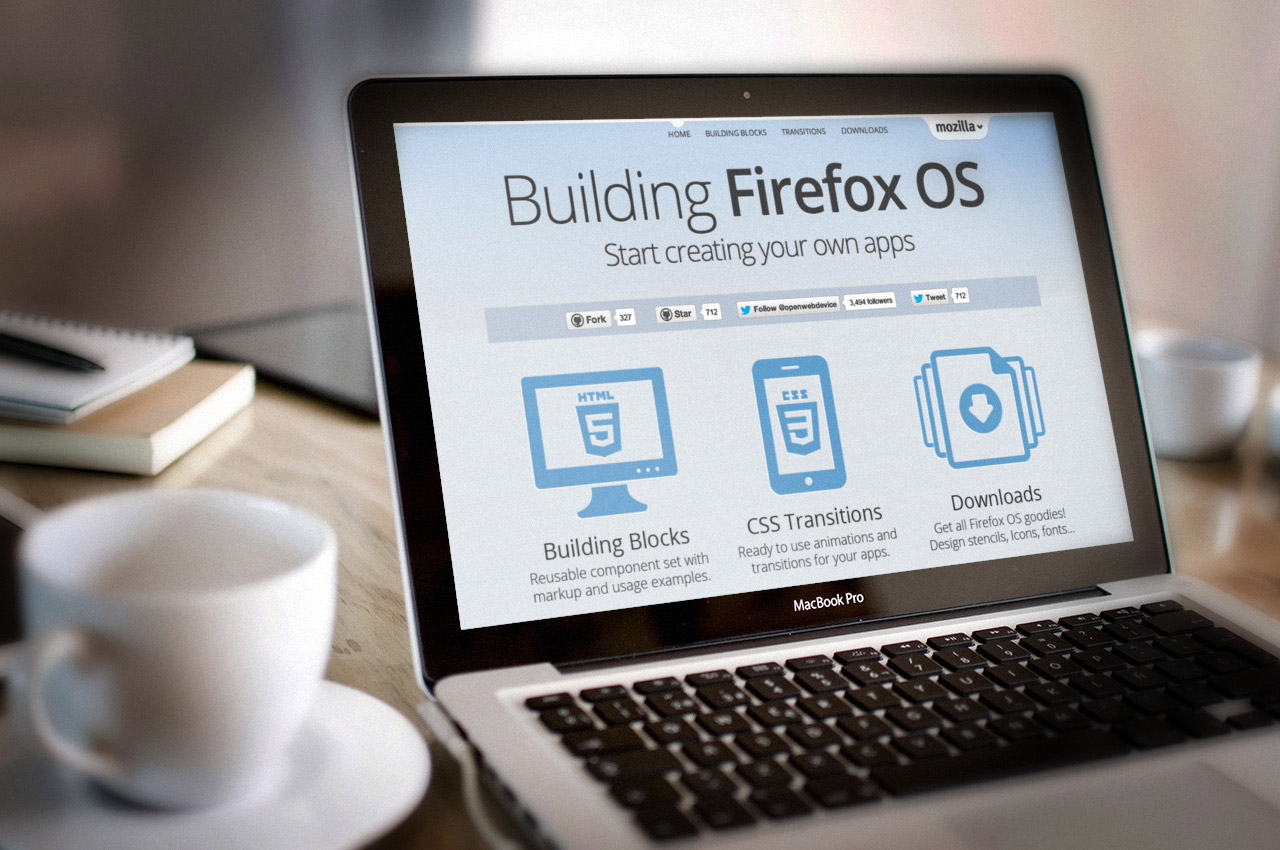 HOME BUILDING BLOCKS TRANSITIONS DOWNLOADS mozilla
Building Firefox OS
Start creating your own apps
Fork 327 Star 712 Follow @openwebdevice 3,494 followers Tweet 712
HTML
5
CSS
3
Building Blocks
Reusable component set with
markup and usage examples.
CSS Transitions
Ready to use animations and
transitions for your apps.
Downloads
Get all Firefox OS goodies!
Design stencils, Icons, fonts...
MacBook Pro